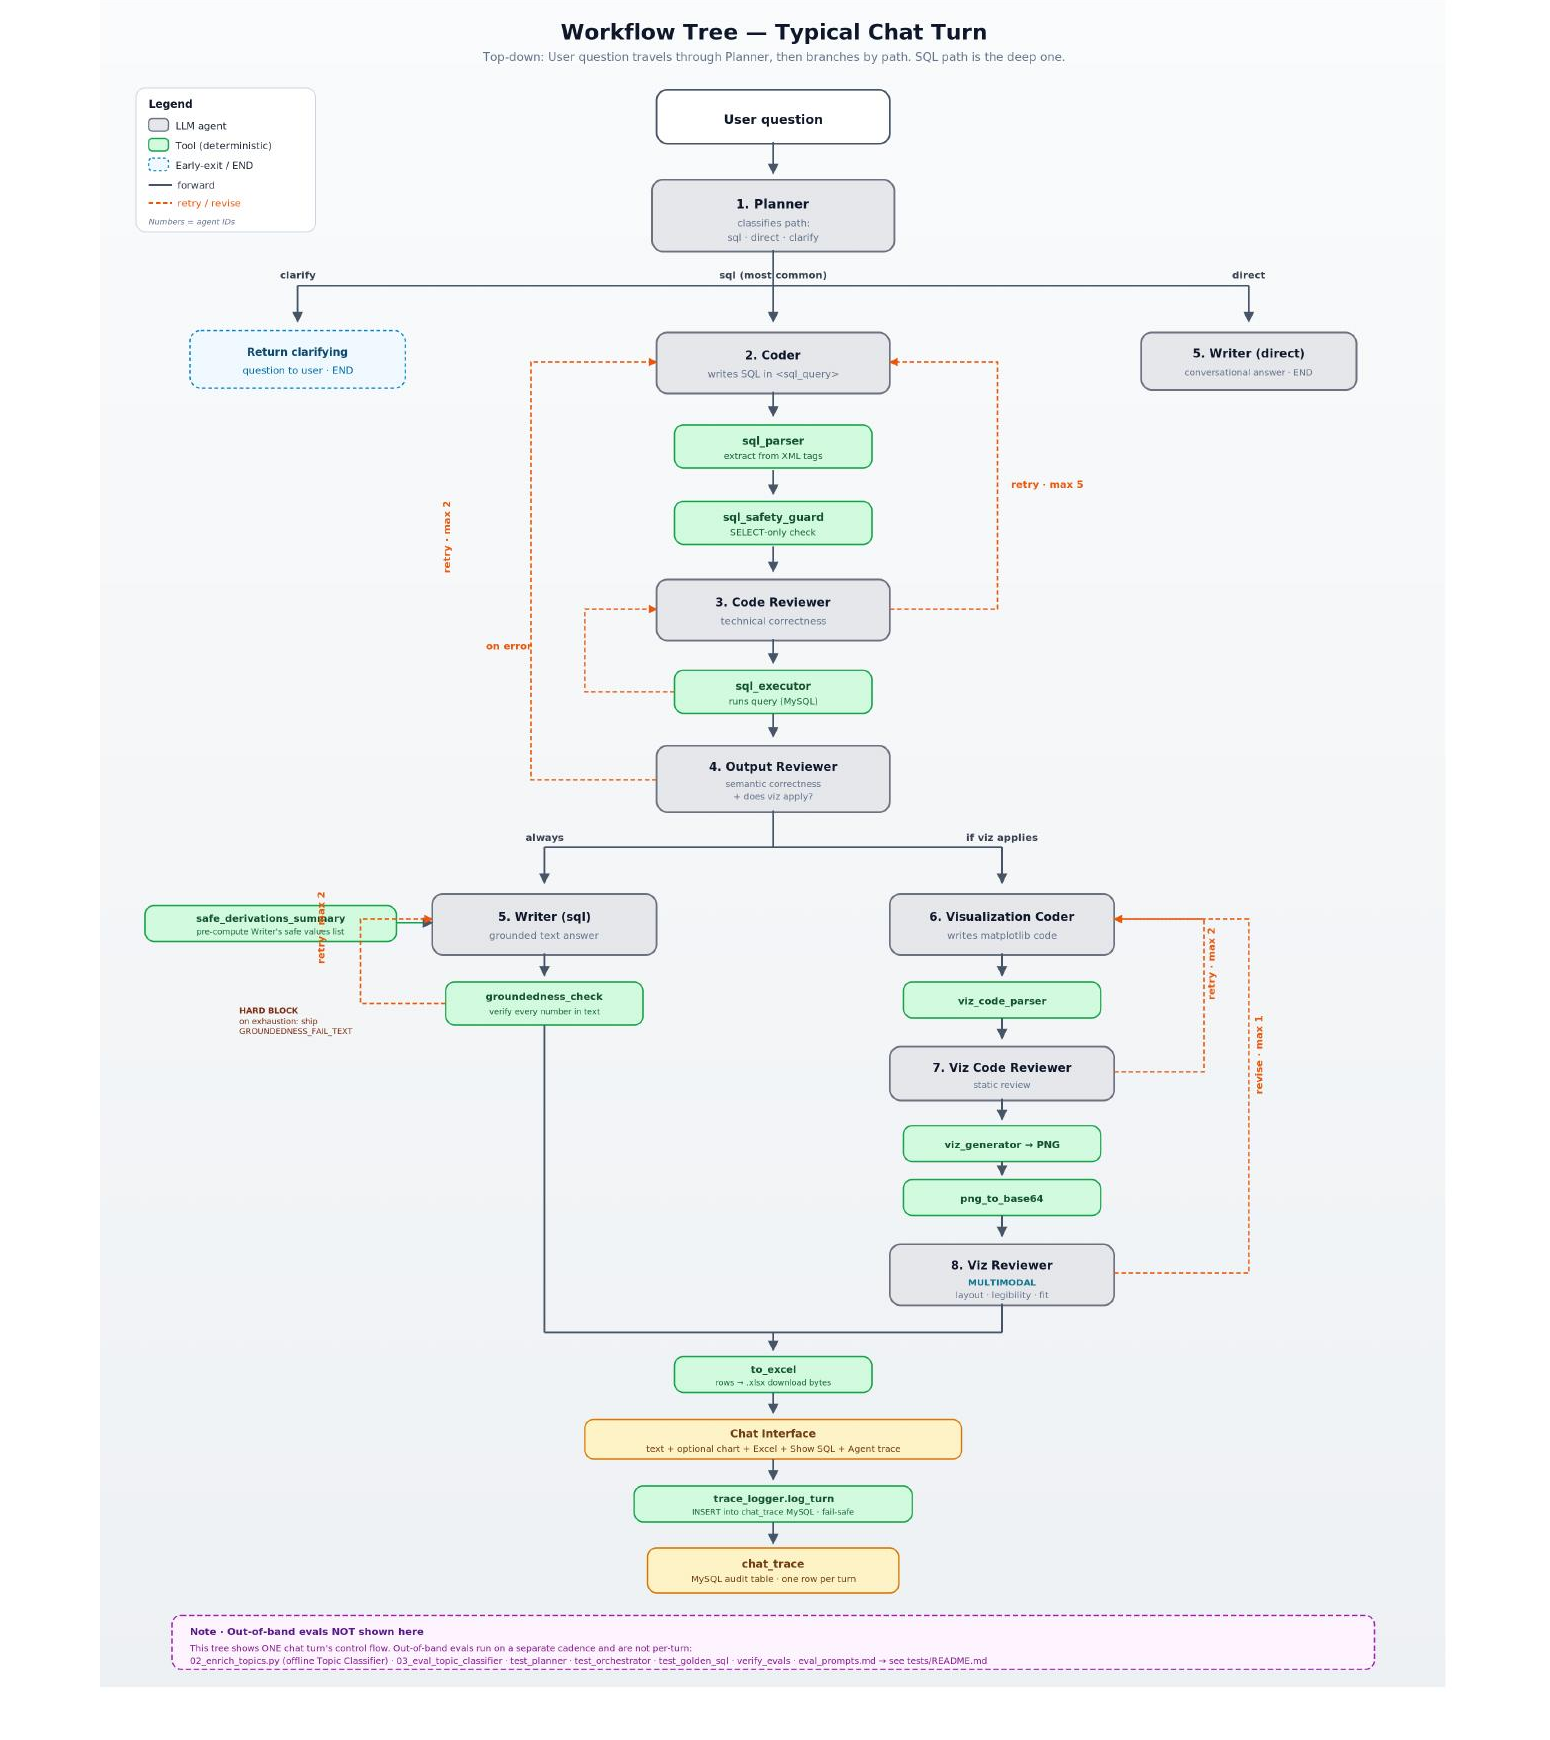 Workflow Tree — Typical Chat Turn
Top-down: User question travels through Planner, then branches by path. SQL path is the deep one.
Legend
LLM agent
Tool (deterministic)
Early-exit / END
forward
retry / revise
Numbers = agent IDs
User question
1. Planner
classifies path:
sql · direct · clarify
clarify
sql (most common)
direct
Return clarifying
question to user · END
2. Coder
writes SQL in <sql_query>
5. Writer (direct)
conversational answer · END
sql_parser
extract from XML tags
retry · max 5
sql_safety_guard
SELECT-only check
retry · max 2
3. Code Reviewer
technical correctness
on error
sql_executor
runs query (MySQL)
4. Output Reviewer
semantic correctness
+ does viz apply?
always
if viz applies
safe_derivations_summary
pre-compute Writer's safe values list
retry · max 2
5. Writer (sql)
grounded text answer
6. Visualization Coder
writes matplotlib code
retry · max 2
groundedness_check
verify every number in text
viz_code_parser
HARD BLOCK
on exhaustion: ship
GROUNDEDNESS_FAIL_TEXT
revise · max 1
7. Viz Code Reviewer
static review
viz_generator → PNG
png_to_base64
8. Viz Reviewer
MULTIMODAL
layout · legibility · fit
to_excel
rows → .xlsx download bytes
Chat Interface
text + optional chart + Excel + Show SQL + Agent trace
trace_logger.log_turn
INSERT into chat_trace MySQL · fail-safe
chat_trace
MySQL audit table · one row per turn
Note · Out-of-band evals NOT shown here
This tree shows ONE chat turn's control flow. Out-of-band evals run on a separate cadence and are not per-turn:
02_enrich_topics.py (offline Topic Classifier) · 03_eval_topic_classifier · test_planner · test_orchestrator · test_golden_sql · verify_evals · eval_prompts.md → see tests/README.md